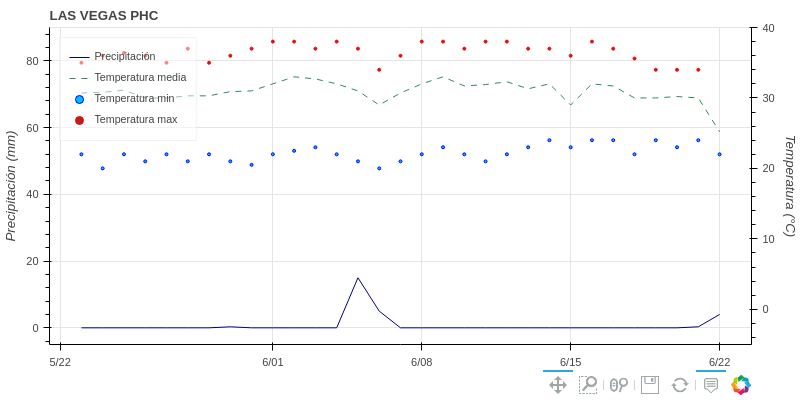 LAS VEGAS PHC
Precipitación
Temperatura media
Temperatura min
Temperatura max
Precipitación (mm)
80
60
40
20
0
Temperatura (°C)
40
30
20
10
0
5/22
6/01
6/08
6/15
6/22